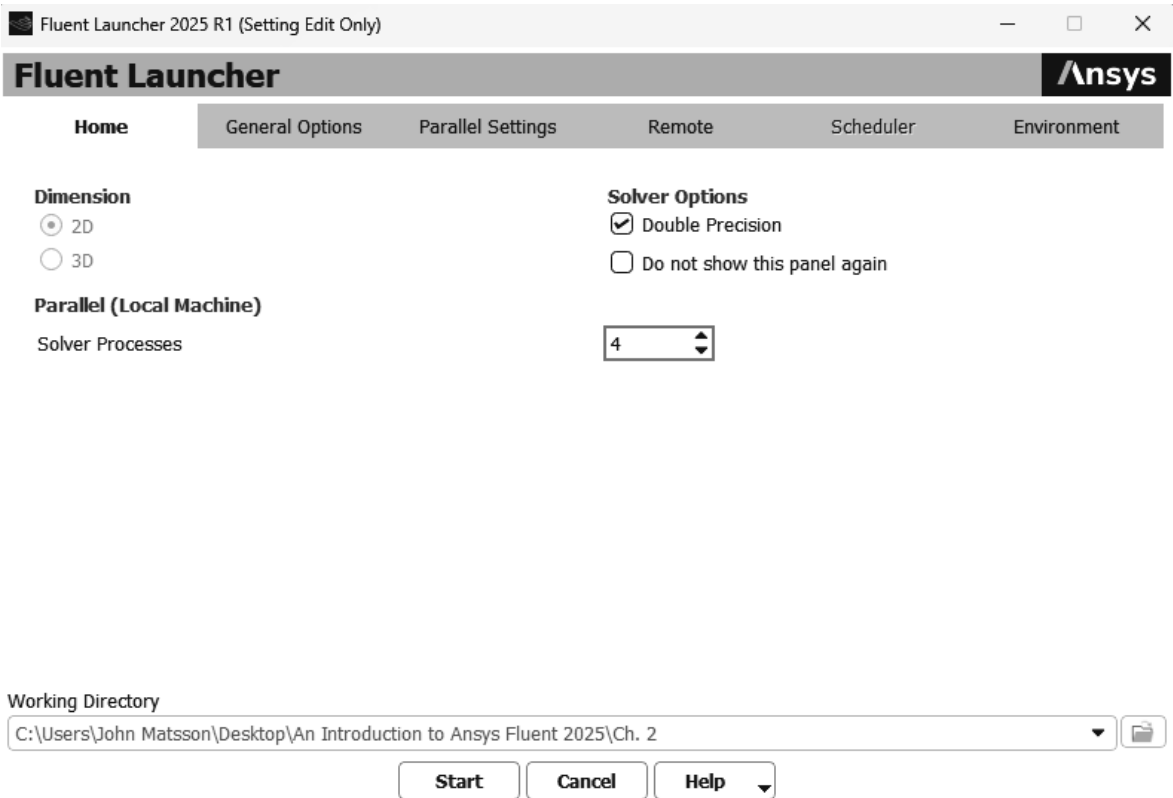 Fluent Launcher 2025 R1 (Setting Edit Only)
Fluent Launcher
Ansys
Home General Options Parallel Settings Remote Scheduler Environment
Dimension
2D
3D
Solver Options
Double Precision
Do not show this panel again
Parallel (Local Machine)
Solver Processes 4
Working Directory
C:\Users\John Matsson\Desktop\An Introduction to Ansys Fluent 2025\Ch. 2
Start Cancel Help